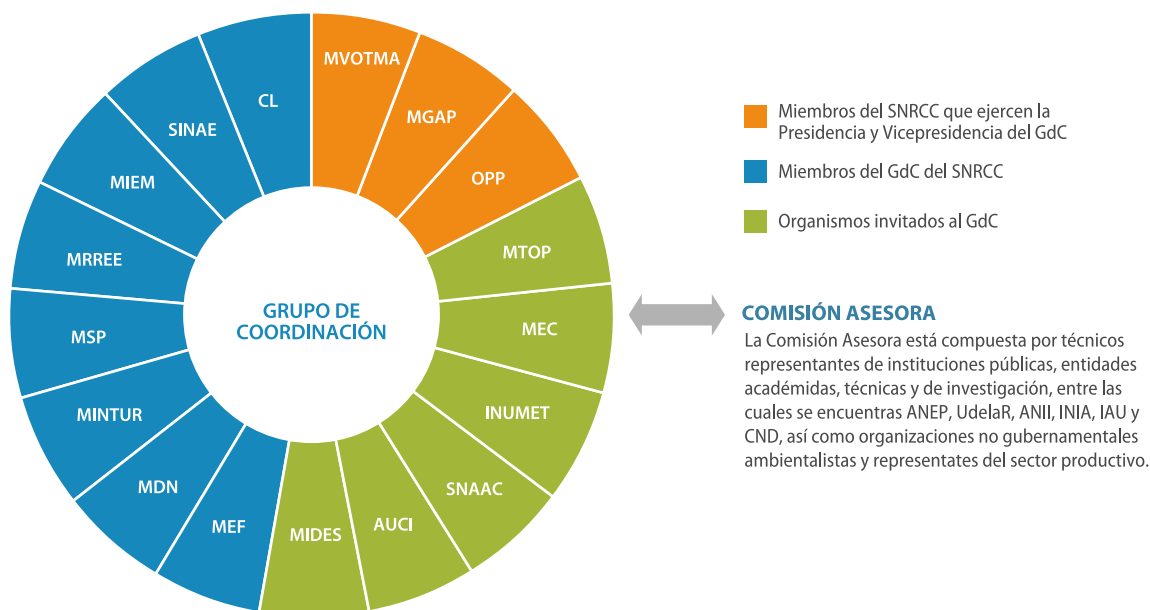 MVOTMA
MGAP
OPP
MTOP
MEC
INUMET
SNAAC
AUCI
MIDES
MEF
MDN
MINTUR
MSP
MRREE
MIEM
SINAE
CL
GRUPO DE
COORDINACIÓN
Miembros del SNRCC que ejercen la
Presidencia y Vicepresidencia del GdC
Miembros del GdC del SNRCC
Organismos invitados al GdC
COMISIÓN ASESORA
La Comisión Asesora está compuesta por técnicos
representantes de instituciones públicas, entidades
académidas, técnicas y de investigación, entre las
cuales se encuentras ANEP, UdelaR, ANII, INIA, IAU y
CND, así como organizaciones no gubernamentales
ambientalistas y representates del sector productivo.